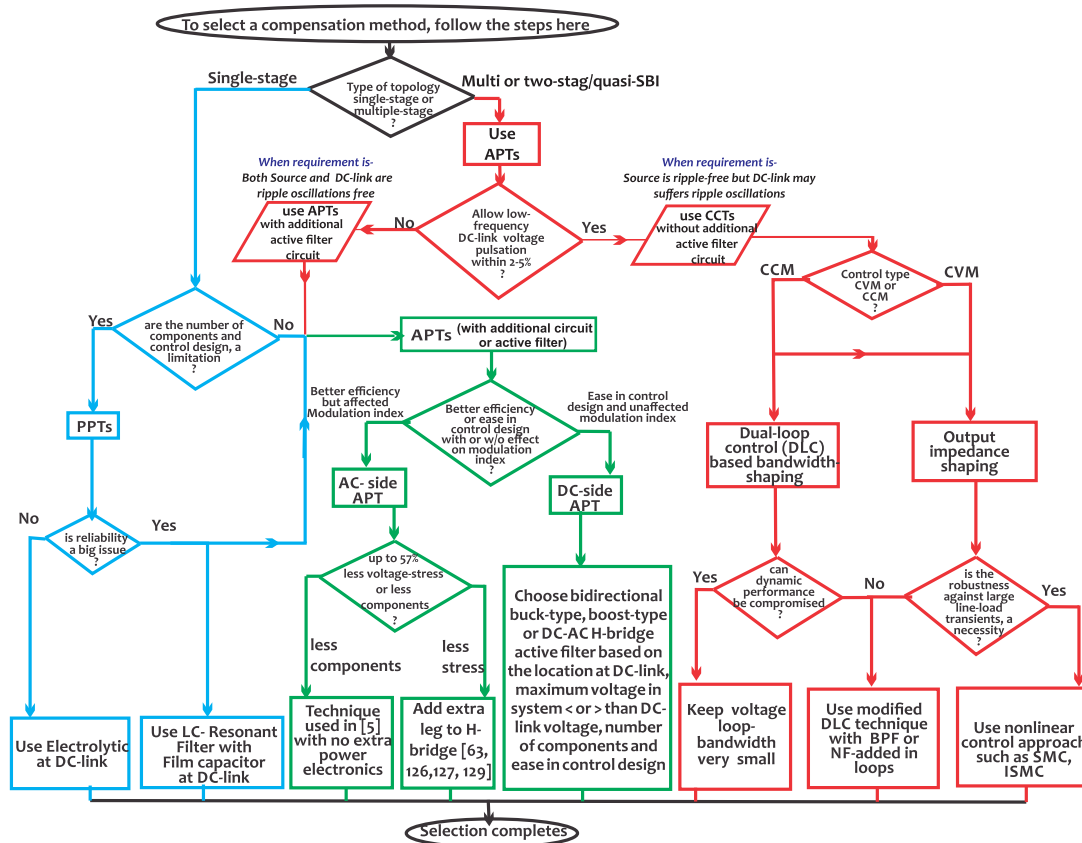 To select a compensation method, follow the steps here
Single-stage
Type of topology
single-stage or
multiple-stage
?
Multi or two-stag/quasi-SBI
Use
APTs
When requirement is-
Both Source and DC-link are
ripple oscillations free
When requirement is-
Source is ripple-free but DC-link may
suffers ripple oscillations
use APTs
with additional
active filter
circuit
No
Allow low-
frequency
DC-link voltage
pulsation
within 2-5%
?
Yes
use CCTs
without additional
active filter
circuit
CCM
Control type
CVM or
CCM
?
CVM
Yes
are the number of
components and
control design, a
limitation
?
No
APTs (with additional circuit
or active filter)
PPTs
Better efficiency
but affected
Modulation index
Better efficiency
or ease in
control design
with or w/o effect
on modulation
index
?
Ease in control
design and unaffected
modulation index
Dual-loop
control (DLC)
based bandwidth-
shaping
Output
impedance
shaping
AC- side
APT
DC-side
APT
No
is reliability
a big issue
?
Yes
up to 57%
less voltage-stress
or less
components
?
less
components
less
stress
Yes
can
dynamic
performance
be compromised
?
No
is the
robustness
against large
line-load
transients, a
necessity
?
Yes
Use Electrolytic
at DC-link
Use LC- Resonant
Filter with
Film capacitor
at DC-link
Technique
used in [5]
with no extra
power
electronics
Add extra
leg to H-
bridge [63,
126,127, 129]
Choose bidirectional
buck-type, boost-type
or DC-AC H-bridge
active filter based on
the location at DC-link,
maximum voltage in
system < or > than DC-
link voltage, number
of components and
ease in control design
Keep voltage
loop-
bandwidth
very small
Use modified
DLC technique
with BPF or
NF-added in
loops
Use nonlinear
control approach
such as SMC,
ISMC
Selection completes